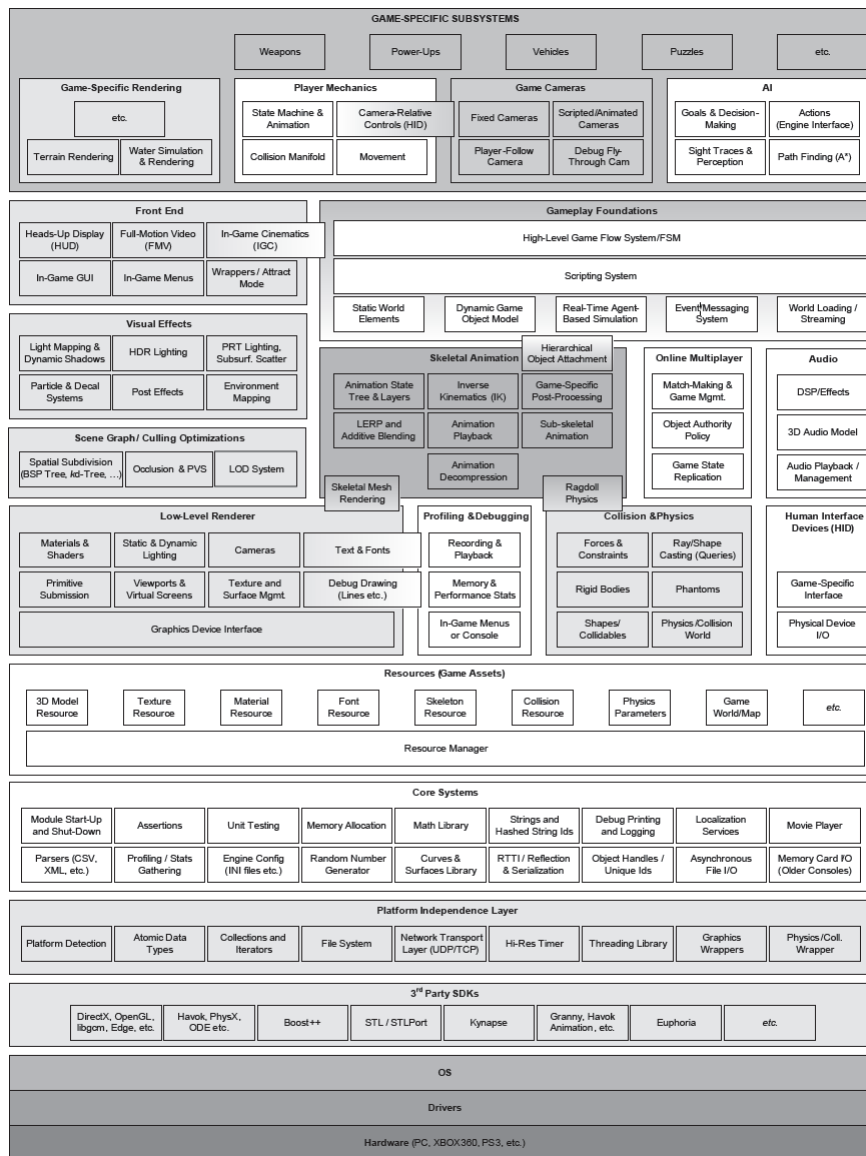 GAME-SPECIFIC SUBSYSTEMS
Weapons
Power-Ups
Vehicles
Puzzles
etc.
Game-Specific Rendering
etc.
Terrain Rendering
Water Simulation
& Rendering
Player Mechanics
State Machine &
Animation
Camera-Relative
Controls (HID)
Collision Manifold
Movement
Game Cameras
Fixed Cameras
Scripted/Animated
Cameras
Player-Follow
Camera
Debug Fly-
Through Cam
AI
Goals & Decision-
Making
Actions
(Engine Interface)
Sight Traces &
Perception
Path Finding (A*)
Front End
Heads-Up Display
(HUD)
Full-Motion Video
(FMV)
In-Game Cinematics
(IGC)
In-Game GUI
In-Game Menus
Wrappers / Attract
Mode
Gameplay Foundations
High-Level Game Flow System/FSM
Scripting System
Static World
Elements
Dynamic Game
Object Model
Real-Time Agent-
Based Simulation
Event/Messaging
System
World Loading /
Streaming
Visual Effects
Light Mapping &
Dynamic Shadows
HDR Lighting
PRT Lighting,
Subsurf. Scatter
Particle & Decal
Systems
Post Effects
Environment
Mapping
Skeletal Animation
Hierarchical
Object Attachment
Animation State
Tree & Layers
Inverse
Kinematics (IK)
Game-Specific
Post-Processing
LERP and
Additive Blending
Animation
Playback
Sub-skeletal
Animation
Animation
Decompression
Skeletal Mesh
Rendering
Ragdoll
Physics
Online Multiplayer
Match-Making &
Game Mgmt.
Object Authority
Policy
Game State
Replication
Audio
DSP/Effects
3D Audio Model
Audio Playback /
Management
Scene Graph / Culling Optimizations
Spatial Subdivision
(BSP Tree, kd-Tree, …)
Occlusion & PVS
LOD System
Low-Level Renderer
Materials &
Shaders
Static & Dynamic
Lighting
Cameras
Text & Fonts
Primitive
Submission
Viewports &
Virtual Screens
Texture and
Surface Mgmt.
Debug Drawing
(Lines etc.)
Graphics Device Interface
Profiling & Debugging
Recording &
Playback
Memory &
Performance Stats
In-Game Menus
or Console
Collision & Physics
Forces &
Constraints
Ray/Shape
Casting (Queries)
Rigid Bodies
Phantoms
Shapes/
Collidables
Physics/Collision
World
Human Interface
Devices (HID)
Game-Specific
Interface
Physical Device
I/O
Resources (Game Assets)
3D Model
Resource
Texture
Resource
Material
Resource
Font
Resource
Skeleton
Resource
Collision
Resource
Physics
Parameters
Game
World/Map
etc.
Resource Manager
Core Systems
Module Start-Up
and Shut-Down
Assertions
Unit Testing
Memory Allocation
Math Library
Strings and
Hashed String Ids
Debug Printing
and Logging
Localization
Services
Movie Player
Parsers (CSV,
XML, etc.)
Profiling / Stats
Gathering
Engine Config
(INI files etc.)
Random Number
Generator
Curves &
Surfaces Library
RTTI / Reflection
& Serialization
Object Handles /
Unique Ids
Asynchronous
File I/O
Memory Card I/O
(Older Consoles)
Platform Independence Layer
Platform Detection
Atomic Data
Types
Collections and
Iterators
File System
Network Transport
Layer (UDP/TCP)
Hi-Res Timer
Threading Library
Graphics
Wrappers
Physics/Coll.
Wrapper
3rd Party SDKs
DirectX, OpenGL,
libgcm, Edge, etc.
Havok, PhysX,
ODE etc.
Boost++
STL / STLPort
Kynapse
Granny, Havok
Animation, etc.
Euphoria
etc.
OS
Drivers
Hardware (PC, XBOX360, PS3, etc.)